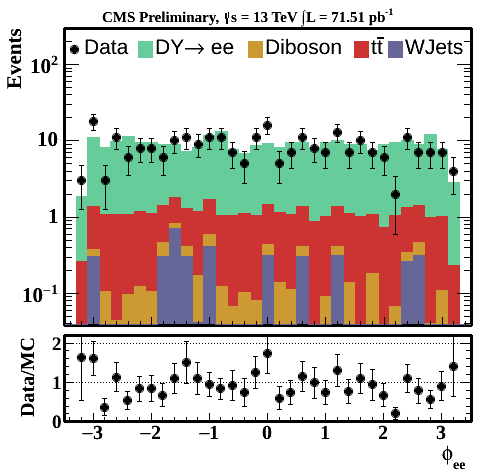 CMS Preliminary, √s = 13 TeV ∫L = 71.51 pb⁻¹
Events
Data DY→ ee Diboson tt̄ WJets
10²
10
1
10⁻¹
Data/MC
2
1
0
−3 −2 −1 0 1 2 3
ϕee